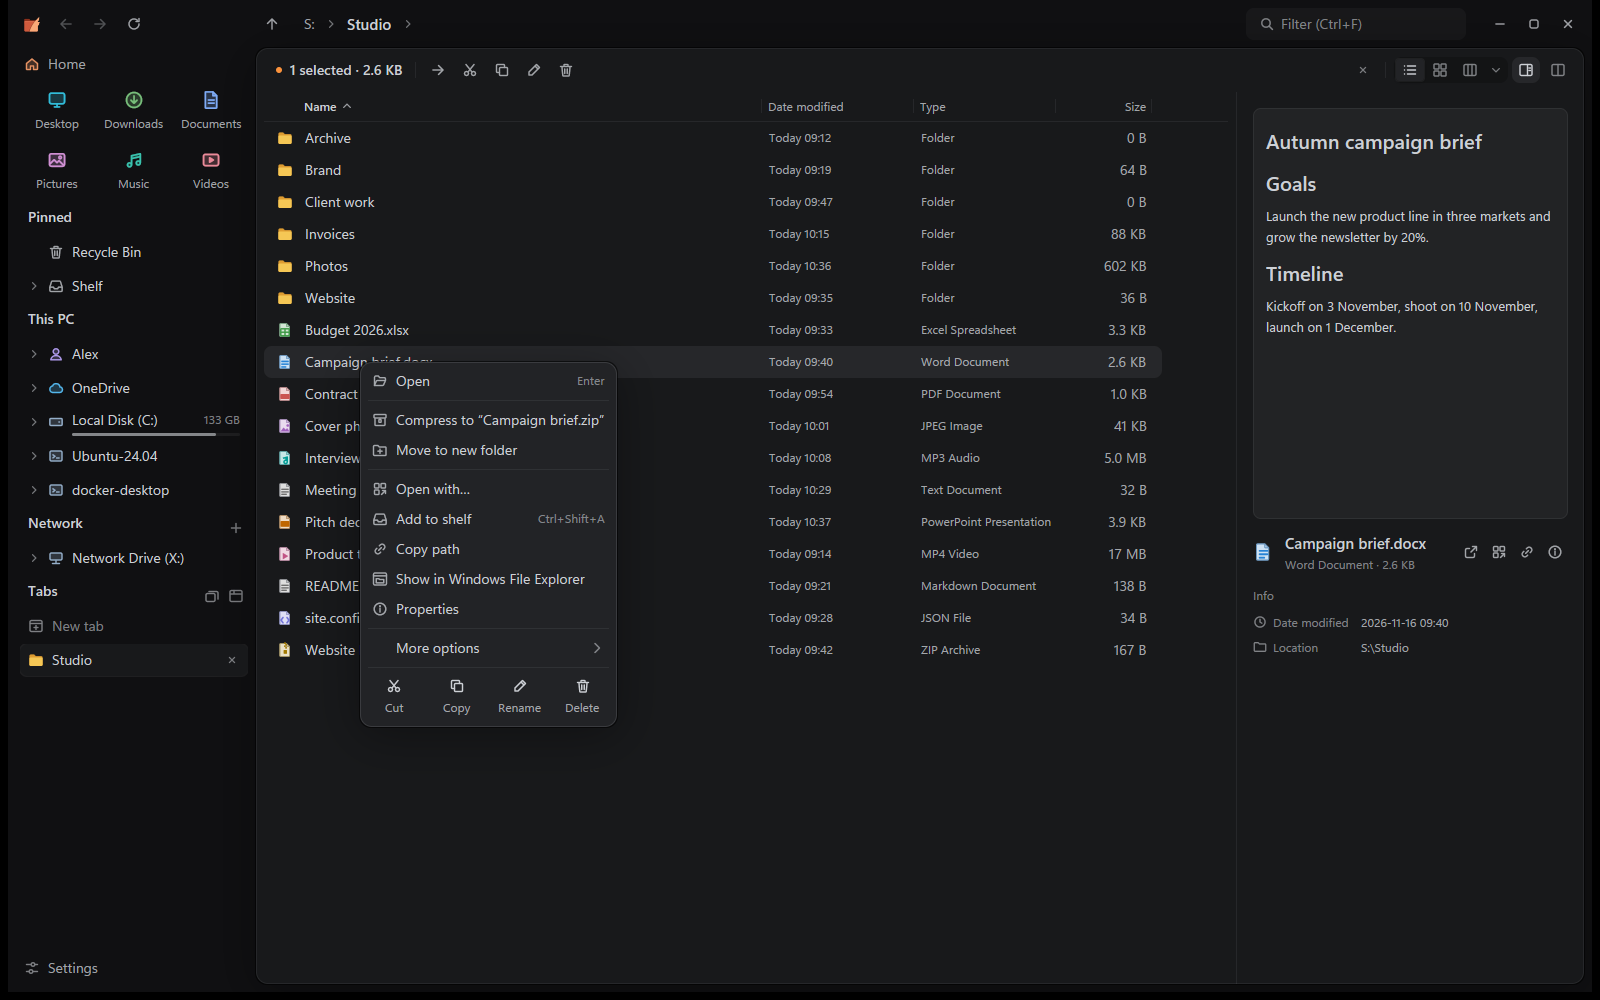 S: Studio
Filter (Ctrl+F)
Home
Desktop Downloads Documents
Pictures Music Videos
Pinned
Recycle Bin
Shelf
This PC
Alex
OneDrive
Local Disk (C:) 133 GB
Ubuntu-24.04
docker-desktop
Network
Network Drive (X:)
Tabs
New tab
Studio
Settings
1 selected · 2.6 KB
Name Date modified Type Size
Archive Today 09:12 Folder 0 B
Brand Today 09:19 Folder 64 B
Client work Today 09:47 Folder 0 B
Invoices Today 10:15 Folder 88 KB
Photos Today 10:36 Folder 602 KB
Website Today 09:35 Folder 36 B
Budget 2026.xlsx Today 09:33 Excel Spreadsheet 3.3 KB
Campaign brief.docx Today 09:40 Word Document 2.6 KB
Contract Today 09:54 PDF Document 1.0 KB
Cover ph Today 10:01 JPEG Image 41 KB
Interview Today 10:08 MP3 Audio 5.0 MB
Meeting Today 10:29 Text Document 32 B
Pitch dec Today 10:37 PowerPoint Presentation 3.9 KB
Product t Today 09:14 MP4 Video 17 MB
README Today 09:21 Markdown Document 138 B
site.confi Today 09:28 JSON File 34 B
Website Today 09:42 ZIP Archive 167 B
Open Enter
Compress to “Campaign brief.zip”
Move to new folder
Open with...
Add to shelf Ctrl+Shift+A
Copy path
Show in Windows File Explorer
Properties
More options
Cut Copy Rename Delete
Autumn campaign brief
Goals
Launch the new product line in three markets and
grow the newsletter by 20%.
Timeline
Kickoff on 3 November, shoot on 10 November,
launch on 1 December.
Campaign brief.docx
Word Document · 2.6 KB
Info
Date modified 2026-11-16 09:40
Location S:\Studio